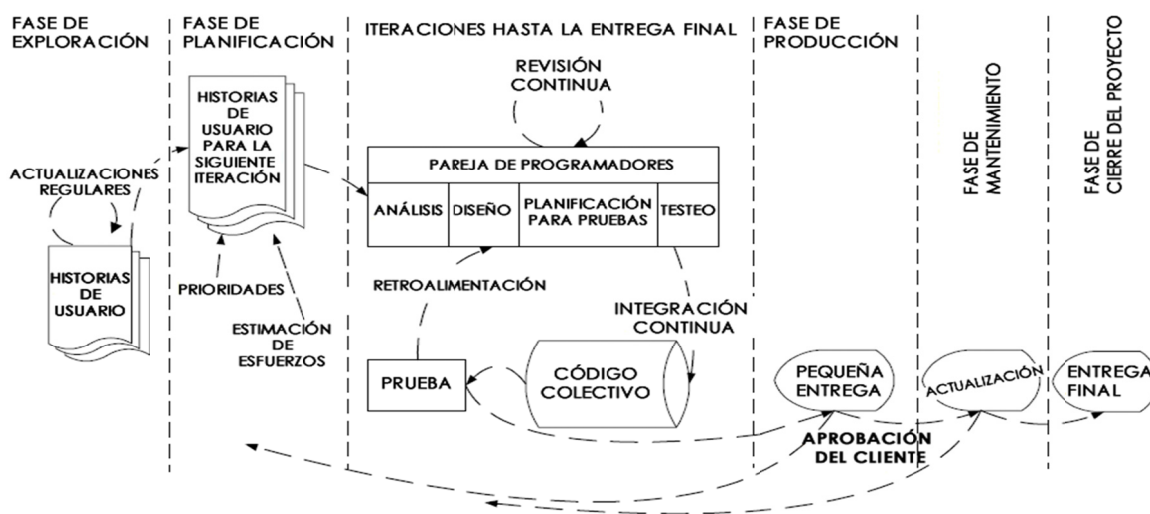 FASE DE
EXPLORACIÓN
FASE DE
PLANIFICACIÓN
ITERACIONES HASTA LA ENTREGA FINAL
FASE DE
PRODUCCIÓN
FASE DE
MANTENIMIENTO
FASE DE
CIERRE DEL PROYECTO
ACTUALIZACIONES
REGULARES
HISTORIAS
DE
USUARIO
HISTORIAS
DE
USUARIO
PARA LA
SIGUIENTE
ITERACIÓN
PRIORIDADES
ESTIMACIÓN
DE
ESFUERZOS
REVISIÓN
CONTINUA
PAREJA DE PROGRAMADORES
ANÁLISIS
DISEÑO
PLANIFICACIÓN
PARA PRUEBAS
TESTEO
RETROALIMENTACIÓN
INTEGRACIÓN
CONTINUA
PRUEBA
CÓDIGO
COLECTIVO
PEQUEÑA
ENTREGA
ACTUALIZACIÓN
ENTREGA
FINAL
APROBACIÓN
DEL CLIENTE